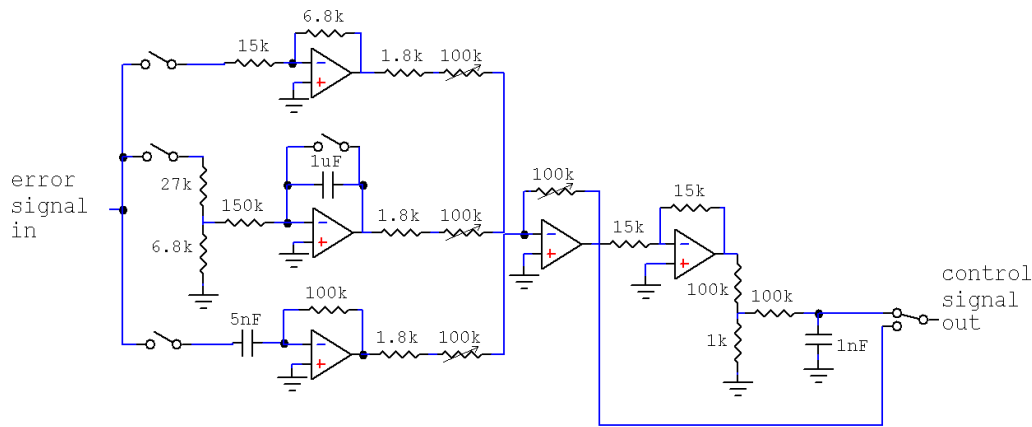 6.8k
15k
1.8k
100k
−
+
error
signal
in
27k
150k
6.8k
1uF
−
+
1.8k
100k
100k
−
+
15k
15k
−
+
100k
1k
100k
1nF
control
signal
out
5nF
100k
−
+
1.8k
100k